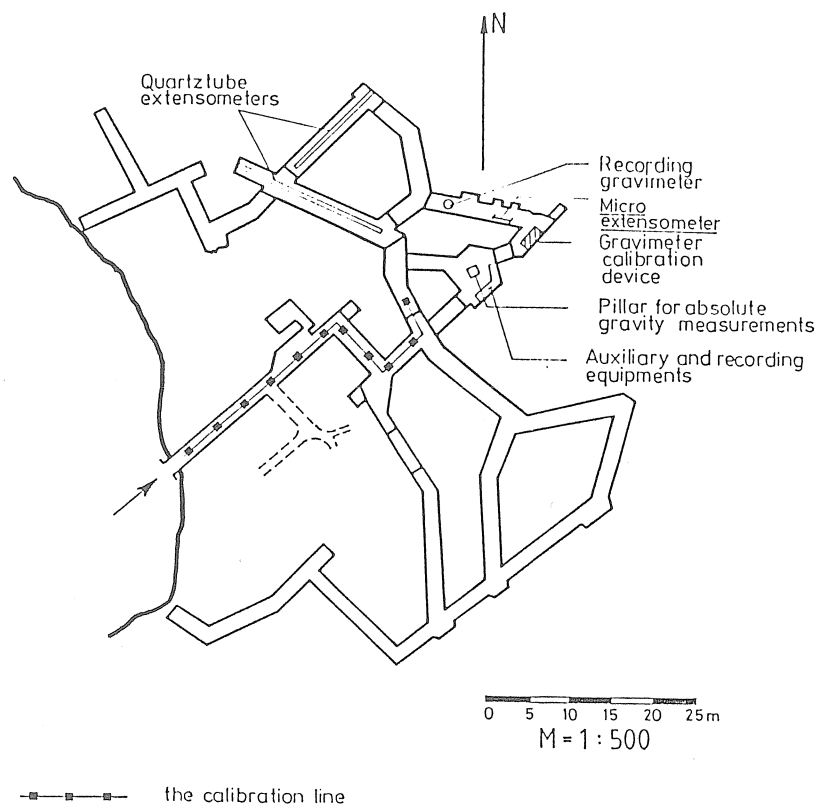 N
Quartztube
extensometers
Recording
gravimeter
Micro
extensometer
Gravimeter
calibration
device
Pillar for absolute
gravity measurements
Auxiliary and recording
equipments
0 5 10 15 20 25m
M = 1 : 500
the calibration line